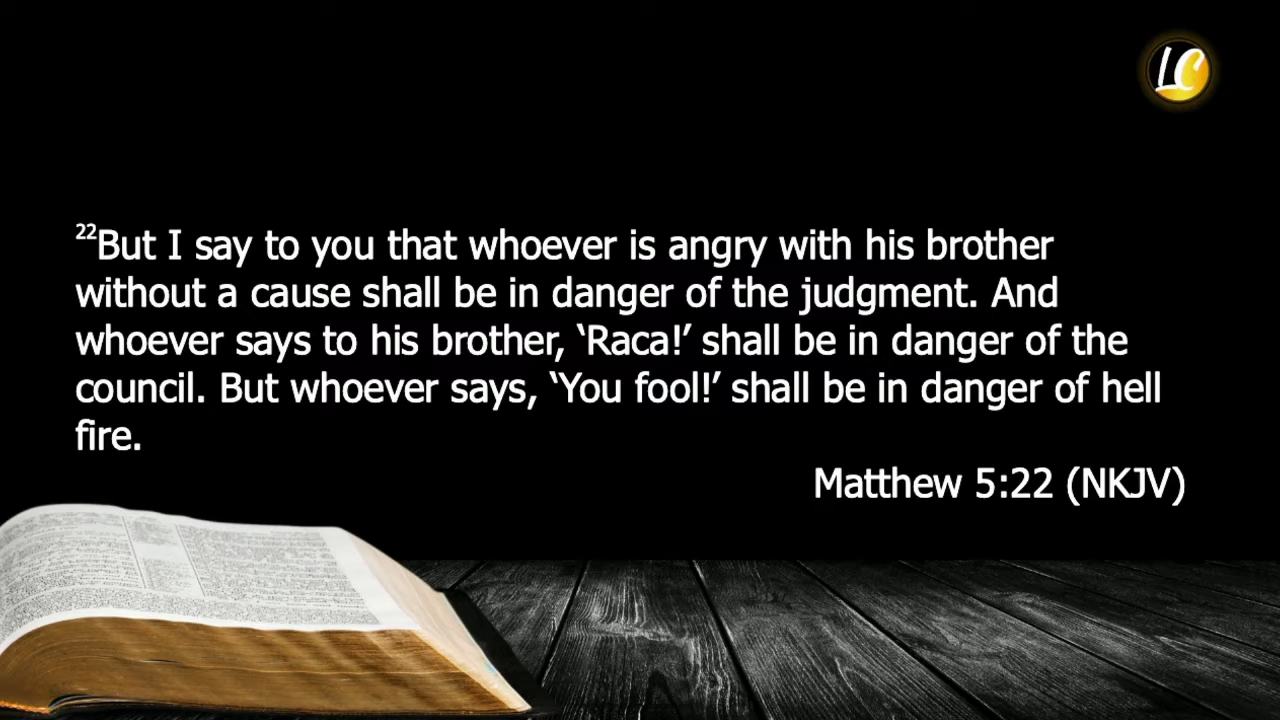 LC
²²But I say to you that whoever is angry with his brother
without a cause shall be in danger of the judgment. And
whoever says to his brother, ‘Raca!’ shall be in danger of the
council. But whoever says, ‘You fool!’ shall be in danger of hell
fire.
Matthew 5:22 (NKJV)